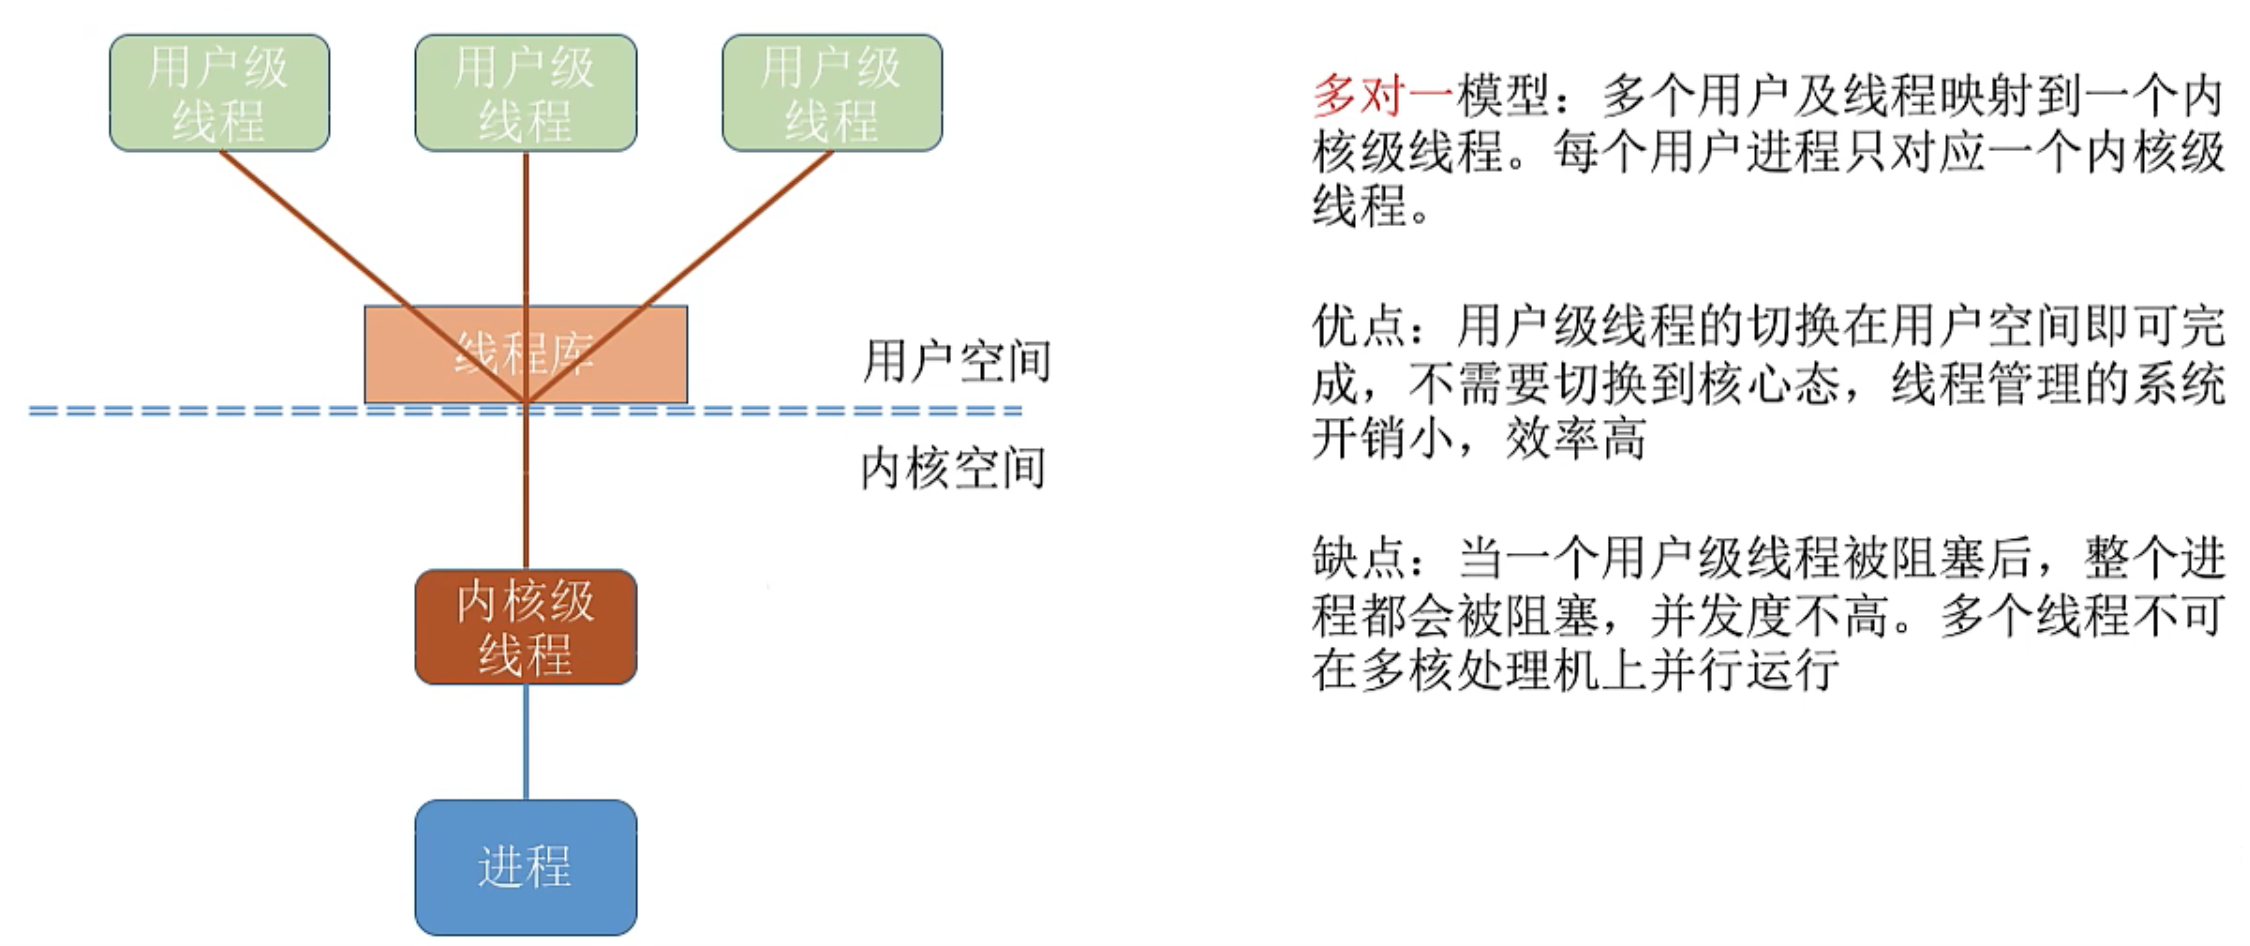 用户级
线程
用户级
线程
用户级
线程
线程库
用户空间
内核空间
内核级
线程
进程
多对一模型：多个用户及线程映射到一个内
核级线程。每个用户进程只对应一个内核级
线程。
优点：用户级线程的切换在用户空间即可完
成，不需要切换到核心态，线程管理的系统
开销小，效率高
缺点：当一个用户级线程被阻塞后，整个进
程都会被阻塞，并发度不高。多个线程不可
在多核处理机上并行运行